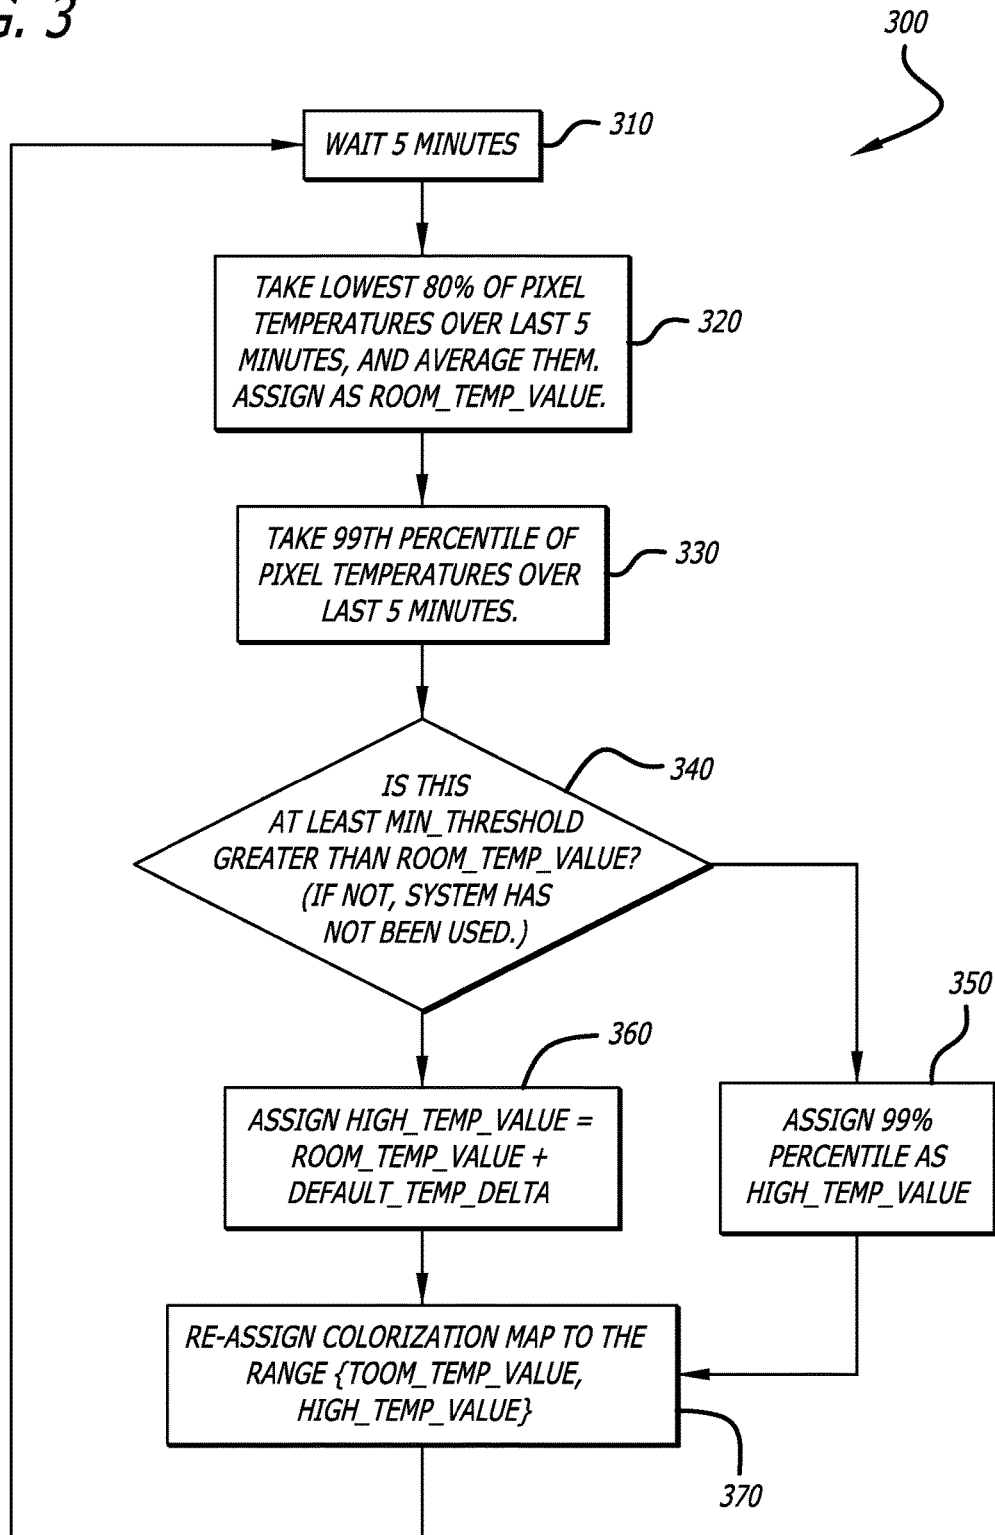 G. 3
300
WAIT 5 MINUTES
310
TAKE LOWEST 80% OF PIXEL
TEMPERATURES OVER LAST 5
MINUTES, AND AVERAGE THEM.
ASSIGN AS ROOM_TEMP_VALUE.
320
TAKE 99TH PERCENTILE OF
PIXEL TEMPERATURES OVER
LAST 5 MINUTES.
330
IS THIS
AT LEAST MIN_THRESHOLD
GREATER THAN ROOM_TEMP_VALUE?
(IF NOT, SYSTEM HAS
NOT BEEN USED.)
340
350
ASSIGN 99%
PERCENTILE AS
HIGH_TEMP_VALUE
360
ASSIGN HIGH_TEMP_VALUE =
ROOM_TEMP_VALUE +
DEFAULT_TEMP_DELTA
RE-ASSIGN COLORIZATION MAP TO THE
RANGE {TOOM_TEMP_VALUE,
HIGH_TEMP_VALUE}
370